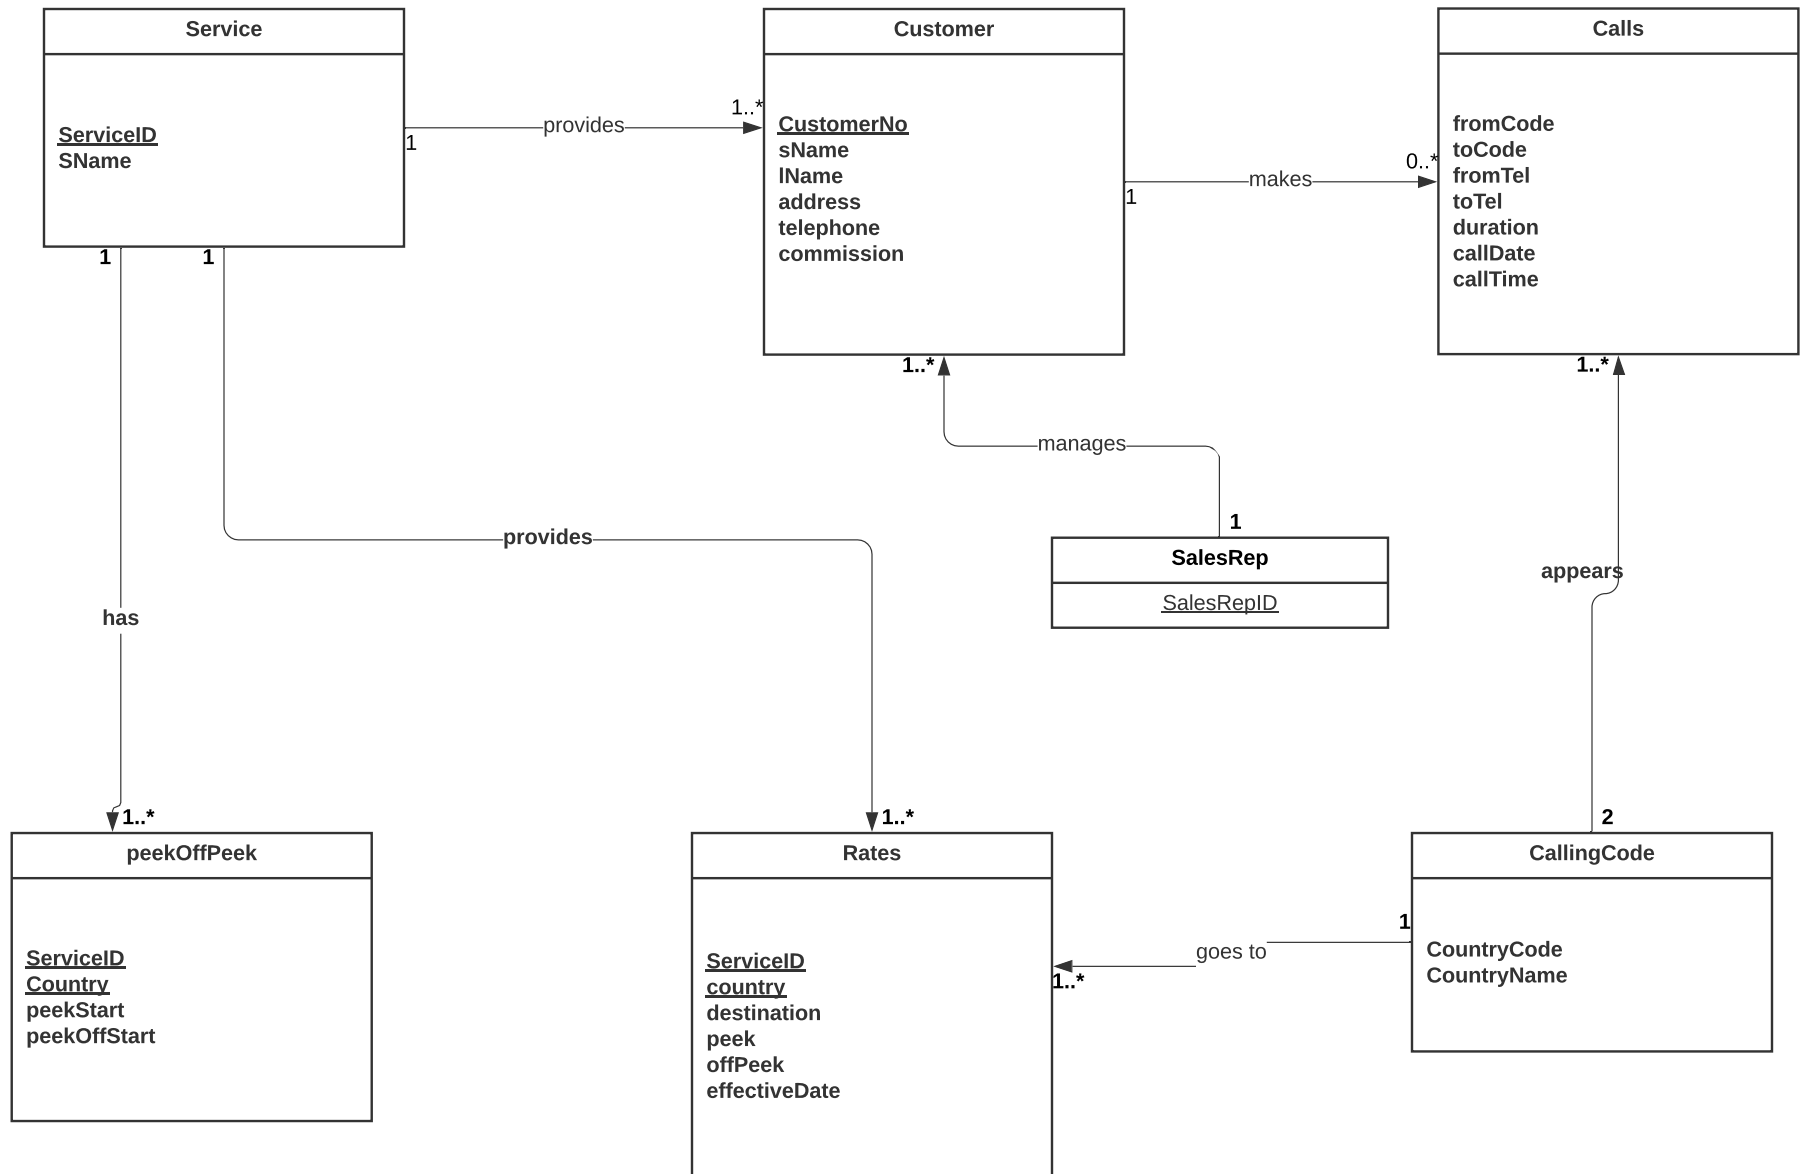 Service
ServiceID
SName
1
provides
1..*
Customer
CustomerNo
sName
lName
address
telephone
commission
1
makes
0..*
Calls
fromCode
toCode
fromTel
toTel
duration
callDate
callTime
1
1
1..*
1..*
manages
1
SalesRep
SalesRepID
provides
appears
has
1..*
1..*
2
peekOffPeek
ServiceID
Country
peekStart
peekOffStart
Rates
ServiceID
country
destination
peek
offPeek
effectiveDate
1
goes to
1..*
CallingCode
CountryCode
CountryName